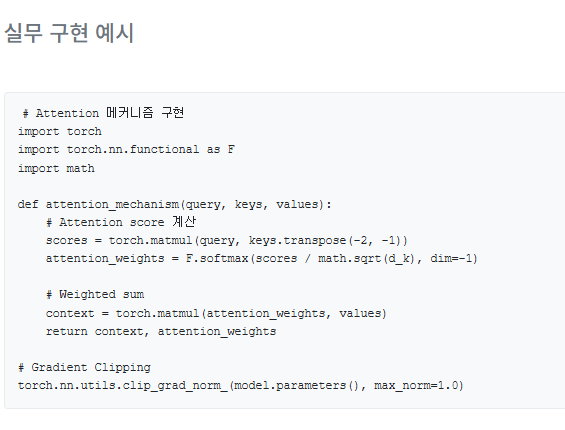 실무 구현 예시
# Attention 메커니즘 구현
import torch
import torch.nn.functional as F
import math
def attention_mechanism(query, keys, values):
# Attention score 계산
scores = torch.matmul(query, keys.transpose(-2, -1))
attention_weights = F.softmax(scores / math.sqrt(d_k), dim=-1)
# Weighted sum
context = torch.matmul(attention_weights, values)
return context, attention_weights
# Gradient Clipping
torch.nn.utils.clip_grad_norm_(model.parameters(), max_norm=1.0)